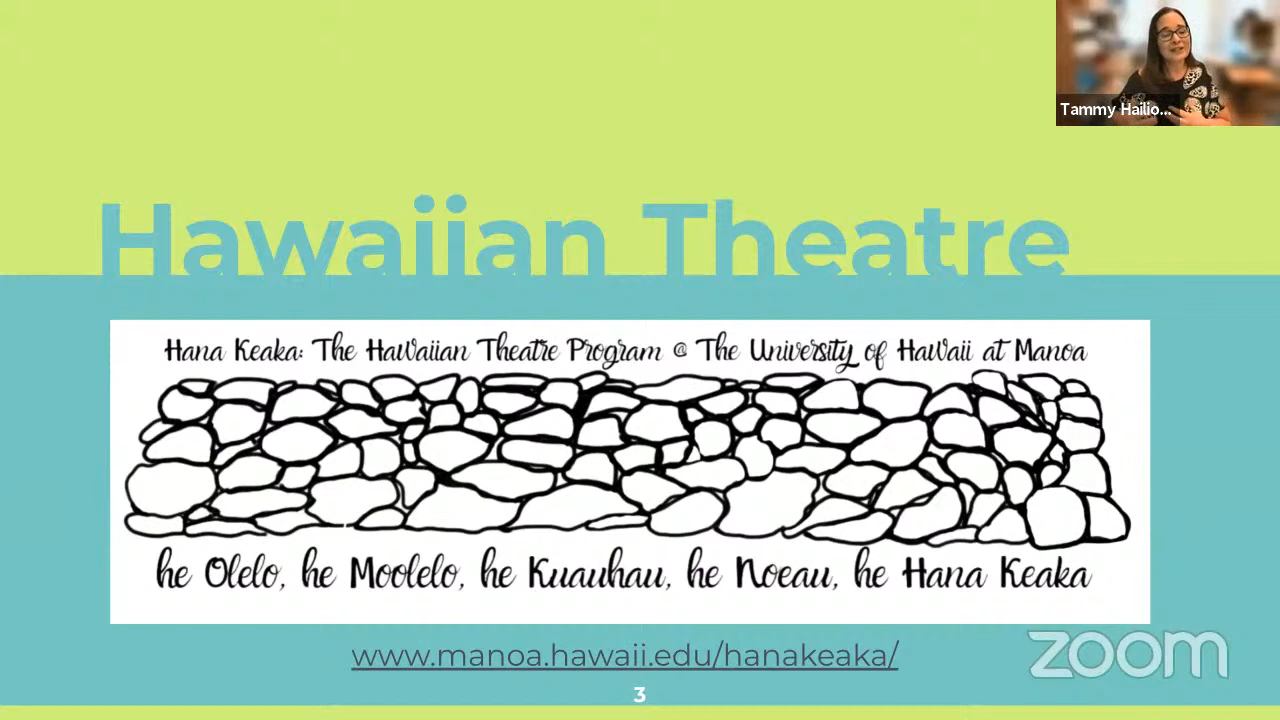 Tammy Hailio...
Hawaiian Theatre
Hana Keaka: The Hawaiian Theatre Program @ The University of Hawaii at Manoa
he Olelo, he Moolelo, he Kuauhau, he Noeau, he Hana Keaka
www.manoa.hawaii.edu/hanakeaka/
zoom
3